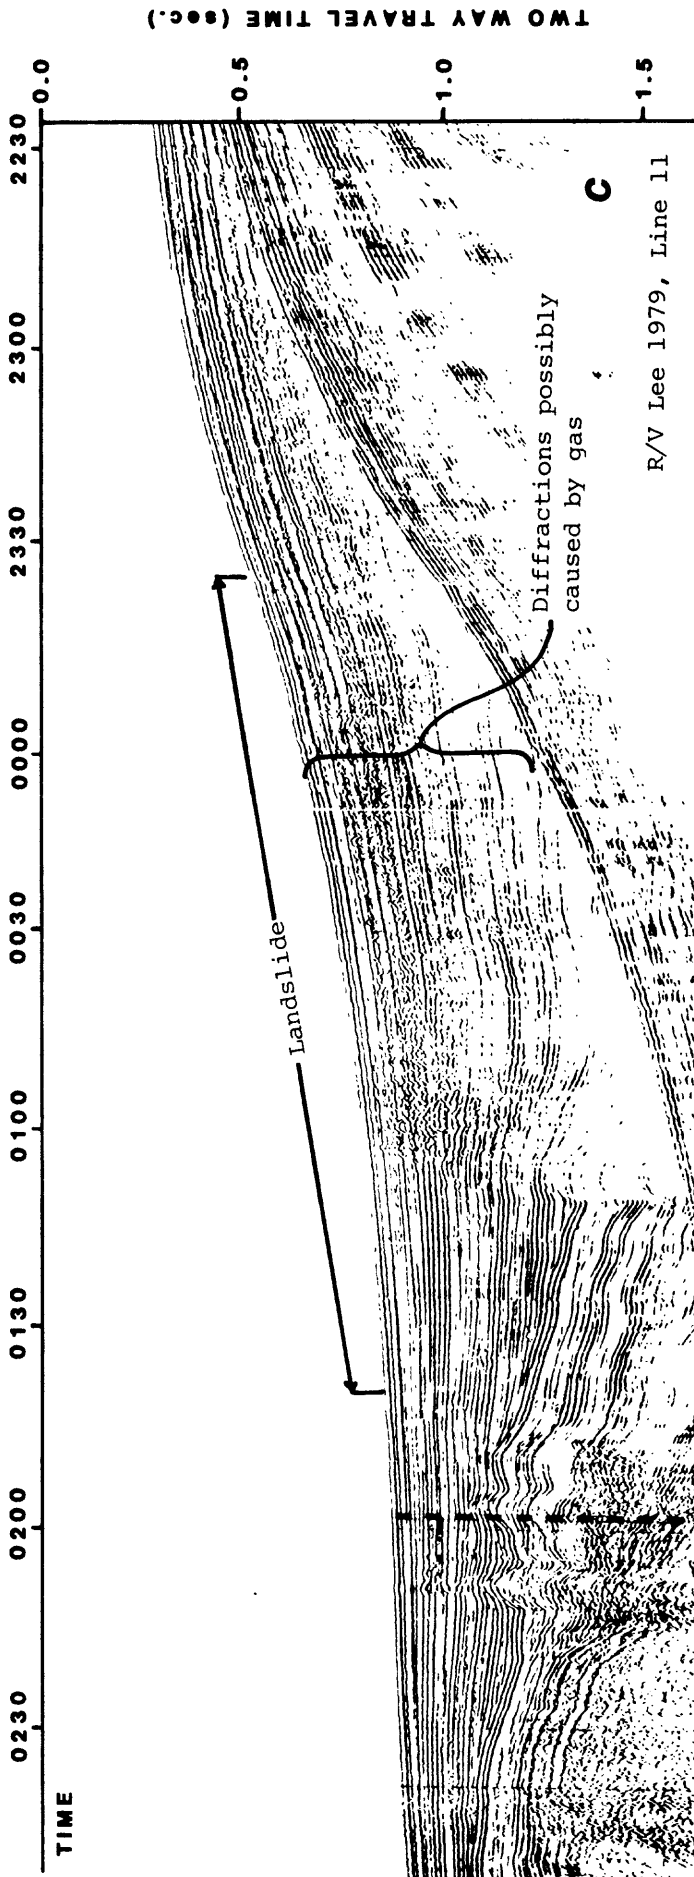 TIME
0230
0200
0130
0100
0030
0000
2330
2300
2230
0.0
0.5
1.0
1.5
TWO WAY TRAVEL TIME (sec.)
Landslide
Diffractions possibly
caused by gas
C
R/V Lee 1979, Line 11